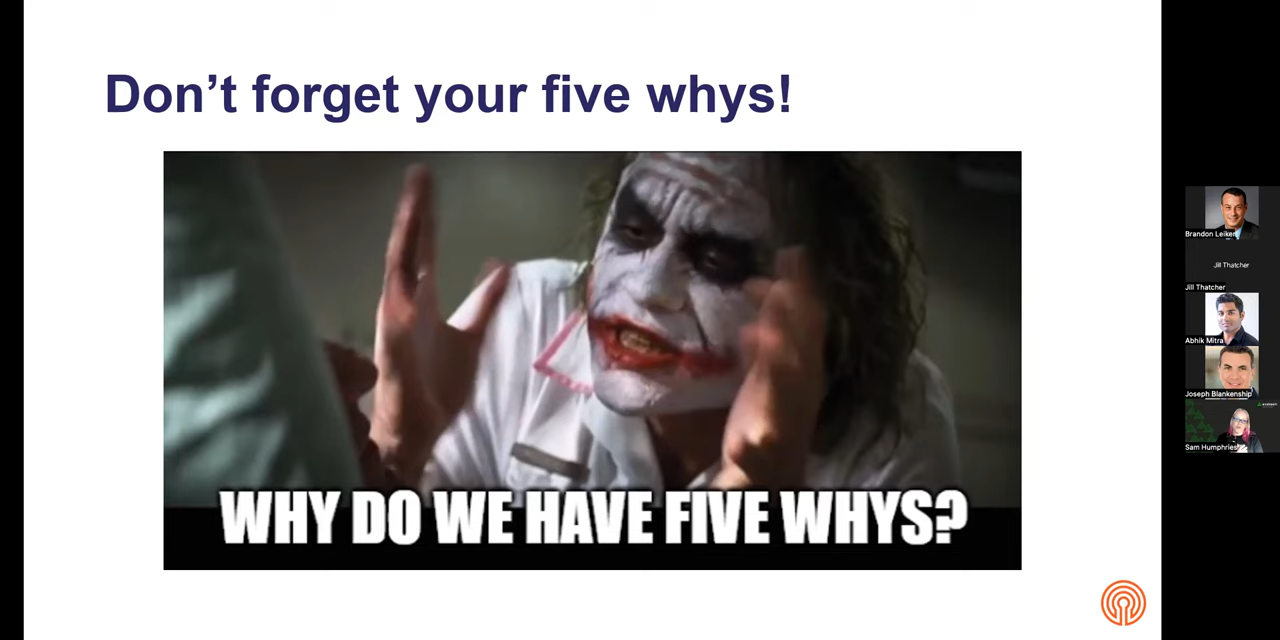 Don't forget your five whys!
WHY DO WE HAVE FIVE WHYS?
Brandon Leiken
Jill Thatcher
Jill Thatcher
Abhik Mitra
Joseph Blankenship
Sam Humphries